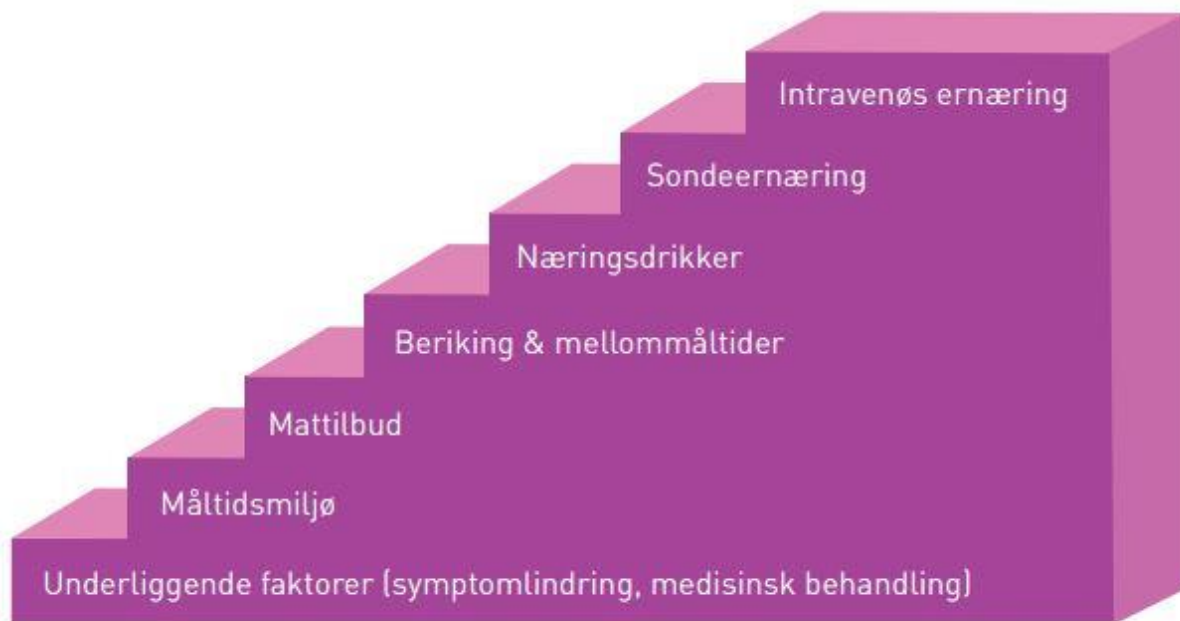 Intravenøs ernæring
Sondeernæring
Næringsdrikker
Beriking & mellommåltider
Mattilbud
Måltidsmiljø
Underliggende faktorer (symptomlindring, medisinsk behandling)